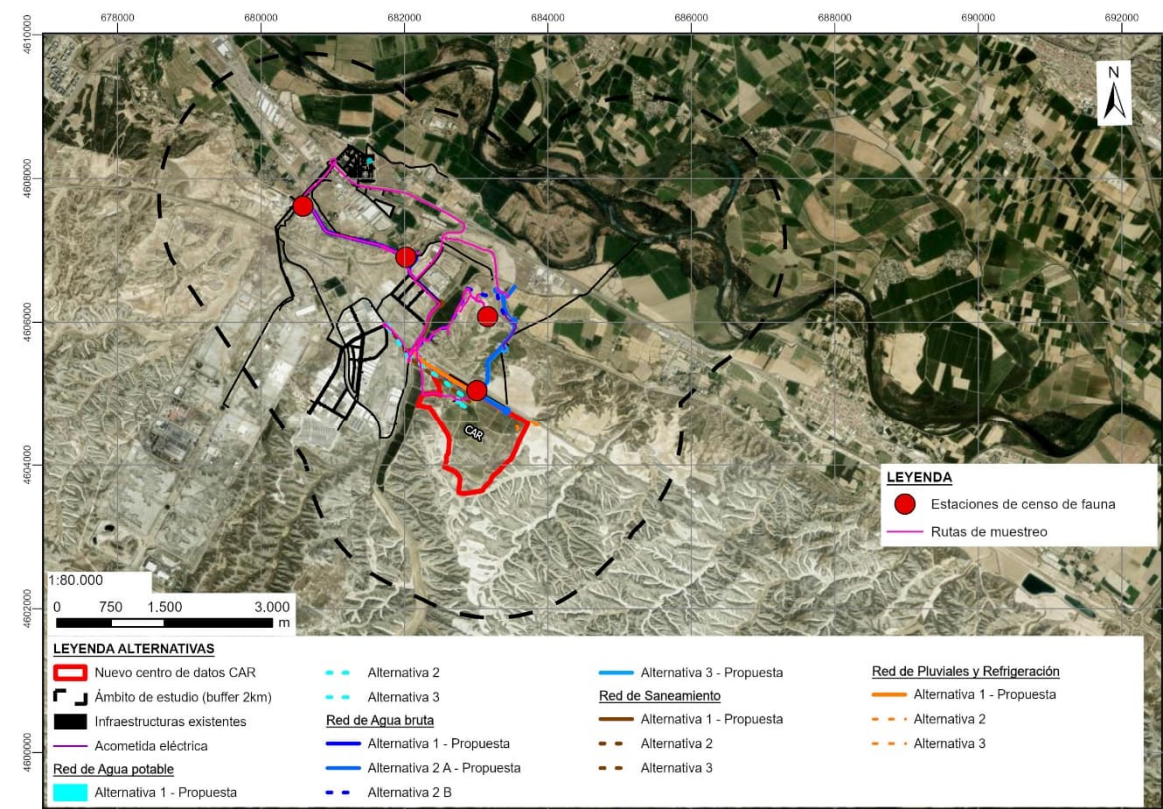 678000 680000 682000 684000 686000 688000 690000 692000
4610000
4608000
4606000
4604000
4602000
4600000
N
CAR
LEYENDA
Estaciones de censo de fauna
Rutas de muestreo
1:80.000
0 750 1.500 3.000
m
LEYENDA ALTERNATIVAS
Nuevo centro de datos CAR
Ámbito de estudio (buffer 2km)
Infraestructuras existentes
Acometida eléctrica
Red de Agua potable
Alternativa 1 - Propuesta
Alternativa 2
Alternativa 3
Red de Agua bruta
Alternativa 1 - Propuesta
Alternativa 2 A - Propuesta
Alternativa 2 B
Alternativa 3 - Propuesta
Red de Saneamiento
Alternativa 1 - Propuesta
Alternativa 2
Alternativa 3
Red de Pluviales y Refrigeración
Alternativa 1 - Propuesta
Alternativa 2
Alternativa 3